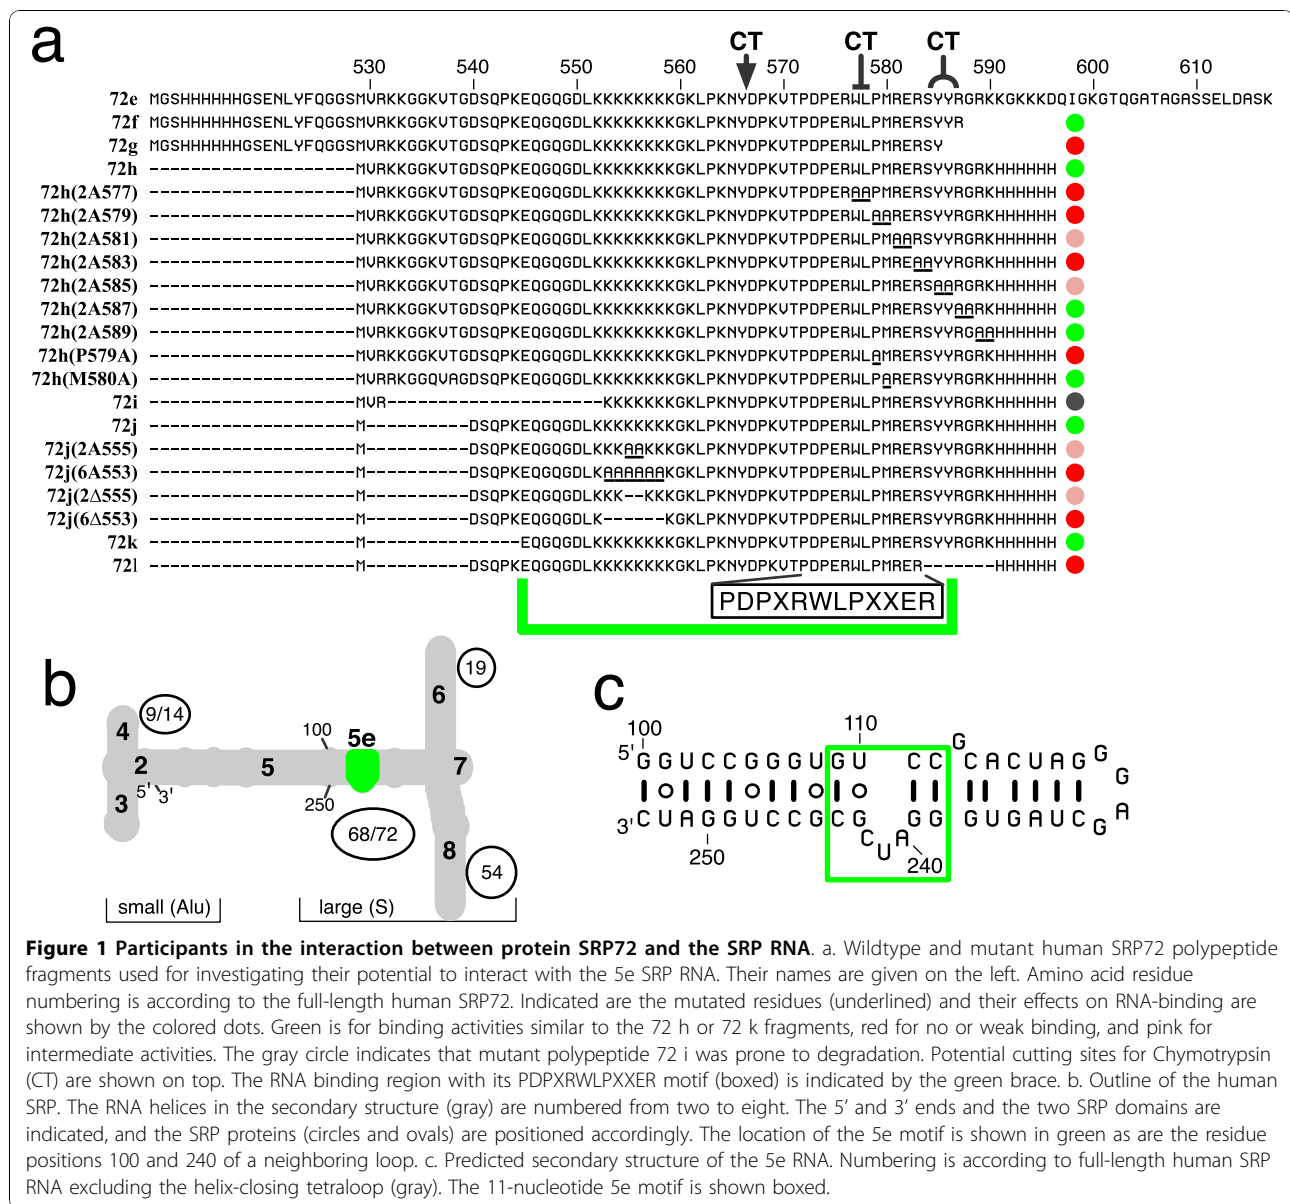 a
CT CT CT
530 540 550 560 570 580 590 600 610
72e MGSHHHHHHGSENLYFQGGSMVRKKGGKVTGDSQPKEQGQGDLKKKKKKKKGKLPKNYDPKVTPDPERWLPMRERSYYRGRKKGKKKDQIGKGTQGATAGASSELDASK
72f MGSHHHHHHGSENLYFQGGSMVRKKGGKVTGDSQPKEQGQGDLKKKKKKKKGKLPKNYDPKVTPDPERWLPMRERSYYR
72g MGSHHHHHHGSENLYFQGGSMVRKKGGKVTGDSQPKEQGQGDLKKKKKKKKGKLPKNYDPKVTPDPERWLPMRERSY
72h --------------------MVRKKGGKVTGDSQPKEQGQGDLKKKKKKKKGKLPKNYDPKVTPDPERWLPMRERSYYRGRKHHHHHH
72h(2A577) --------------------MVRKKGGKVTGDSQPKEQGQGDLKKKKKKKKGKLPKNYDPKVTPDPERAAPMRERSYYRGRKHHHHHH
72h(2A579) --------------------MVRKKGGKVTGDSQPKEQGQGDLKKKKKKKKGKLPKNYDPKVTPDPERWLAARERSYYRGRKHHHHHH
72h(2A581) --------------------MVRKKGGKVTGDSQPKEQGQGDLKKKKKKKKGKLPKNYDPKVTPDPERWLPMAARSYYRGRKHHHHHH
72h(2A583) --------------------MVRKKGGKVTGDSQPKEQGQGDLKKKKKKKKGKLPKNYDPKVTPDPERWLPMREAAYYRGRKHHHHHH
72h(2A585) --------------------MVRKKGGKVTGDSQPKEQGQGDLKKKKKKKKGKLPKNYDPKVTPDPERWLPMRERSAARGRKHHHHHH
72h(2A587) --------------------MVRKKGGKVTGDSQPKEQGQGDLKKKKKKKKGKLPKNYDPKVTPDPERWLPMRERSYYAARKHHHHHH
72h(2A589) --------------------MVRKKGGKVTGDSQPKEQGQGDLKKKKKKKKGKLPKNYDPKVTPDPERWLPMRERSYYRGAAHHHHHH
72h(P579A) --------------------MVRKKGGKVTGDSQPKEQGQGDLKKKKKKKKGKLPKNYDPKVTPDPERWLAMRERSYYRGRKHHHHHH
72h(M580A) --------------------MVRRKGGQVAGDSQPKEQGQGDLKKKKKKKKGKLPKNYDPKVTPDPERWLPARERSYYRGRKHHHHHH
72i --------------------MVR---------------------KKKKKKKGKLPKNYDPKVTPDPERWLPMRERSYYRGRKHHHHHH
72j --------------------M----------DSQPKEQGQGDLKKKKKKKKGKLPKNYDPKVTPDPERWLPMRERSYYRGRKHHHHHH
72j(2A555) --------------------M----------DSQPKEQGQGDLKKKAAKKKGKLPKNYDPKVTPDPERWLPMRERSYYRGRKHHHHHH
72j(6A553) --------------------M----------DSQPKEQGQGDLKAAAAAAKGKLPKNYDPKVTPDPERWLPMRERSYYRGRKHHHHHH
72j(2Δ555) --------------------M----------DSQPKEQGQGDLKKK--KKKGKLPKNYDPKVTPDPERWLPMRERSYYRGRKHHHHHH
72j(6Δ553) --------------------M----------DSQPKEQGQGDLK------KGKLPKNYDPKVTPDPERWLPMRERSYYRGRKHHHHHH
72k --------------------M---------------EQGQGDLKKKKKKKKGKLPKNYDPKVTPDPERWLPMRERSYYRGRKHHHHHH
72l --------------------M----------DSQPKEQGQGDLKKKKKKKKGKLPKNYDPKVTPDPERWLPMRER-------HHHHHH
PDPXRWLPXXER
b
19
6
9/14
4
100
5e
2
5
7
5' 3'
3
250
68/72
8
54
small (Alu)
large (S)
c
100
110
5' GGUCCGGGUGU CC G CACUAG G
G
A
G
3' CUAGGUCCGCG GG GUGAUC
CUA
250
240
Figure 1 Participants in the interaction between protein SRP72 and the SRP RNA. a. Wildtype and mutant human SRP72 polypeptide
fragments used for investigating their potential to interact with the 5e SRP RNA. Their names are given on the left. Amino acid residue
numbering is according to the full-length human SRP72. Indicated are the mutated residues (underlined) and their effects on RNA-binding are
shown by the colored dots. Green is for binding activities similar to the 72 h or 72 k fragments, red for no or weak binding, and pink for
intermediate activities. The gray circle indicates that mutant polypeptide 72 i was prone to degradation. Potential cutting sites for Chymotrypsin
(CT) are shown on top. The RNA binding region with its PDPXRWLPXXER motif (boxed) is indicated by the green brace. b. Outline of the human
SRP. The RNA helices in the secondary structure (gray) are numbered from two to eight. The 5’ and 3’ ends and the two SRP domains are
indicated, and the SRP proteins (circles and ovals) are positioned accordingly. The location of the 5e motif is shown in green as are the residue
positions 100 and 240 of a neighboring loop. c. Predicted secondary structure of the 5e RNA. Numbering is according to full-length human SRP
RNA excluding the helix-closing tetraloop (gray). The 11-nucleotide 5e motif is shown boxed.